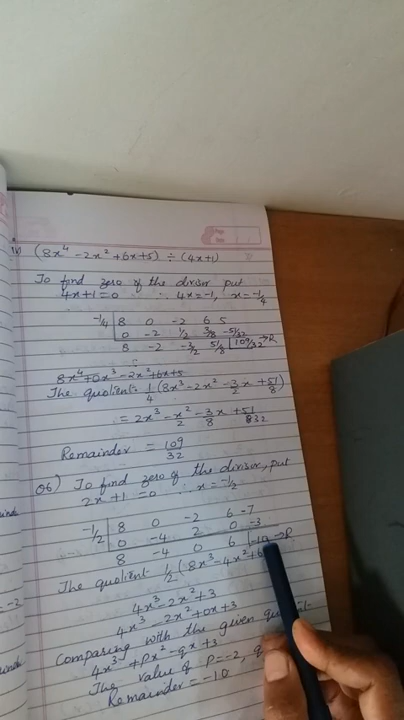 iv) (8x⁴ - 2x² + 6x + 5) ÷ (4x+1)
To find zero of the divisor put
4x+1=0 ∴ 4x=-1, x=-1/4
-1/4 | 8 0 -2 6 5
0 -2 1/2 3/8 -51/32
8 -2 -3/2 51/8 | 109/32 → R
8x⁴+0x³-2x²+6x+5
The quotient 1/4 (8x³-2x²-3/2 x +51/8)
= 2x³ - x²/2 - 3/8 x + 51/32
Remainder = 109/32
Q6) To find zero of the divisor, put
2x+1=0 ∴ x=-1/2
-1/2 | 8 0 -2 6 -7
0 -4 2 0 -3
8 -4 0 6 | -10 → R
The quotient 1/2 (8x³-4x²+6
4x³-2x²+3
4x³-2x²+0x+3
Comparing with the given
4x³+px²-qx+3
The value of p=-2, q
Remainder = -10